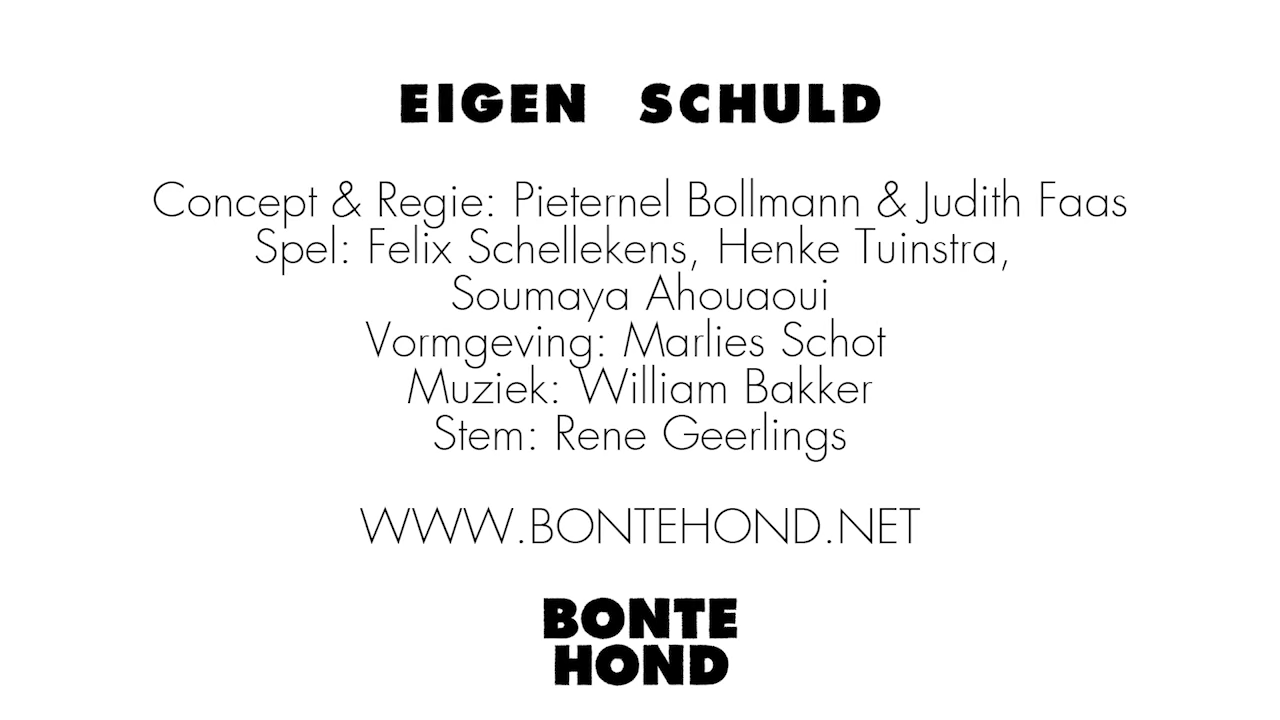 EIGEN SCHULD
Concept & Regie: Pieternel Bollmann & Judith Faas
Spel: Felix Schellekens, Henke Tuinstra,
Soumaya Ahouaoui
Vormgeving: Marlies Schot
Muziek: William Bakker
Stem: Rene Geerlings
WWW.BONTEHOND.NET
BONTE
HOND